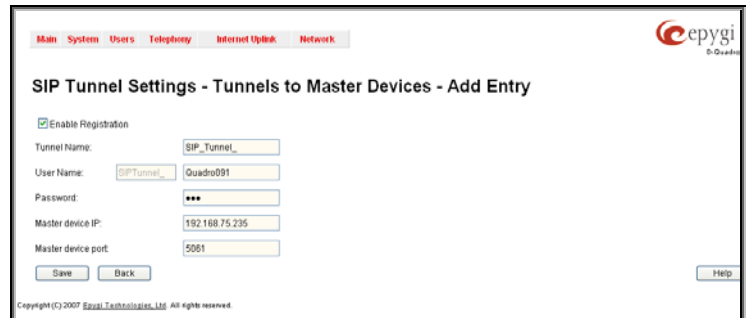 Main System Users Telephony Internet Uplink Network
epygi
SIP Tunnel Settings - Tunnels to Master Devices - Add Entry
Enable Registration
Tunnel Name: SIP_Tunnel_
User Name: SIPTunnel_ Quadro091
Password: •••
Master device IP: 192.168.75.235
Master device port: 5061
Save Back Help
Copyright (C) 2007 Epygi Technologies, Ltd. All rights reserved.